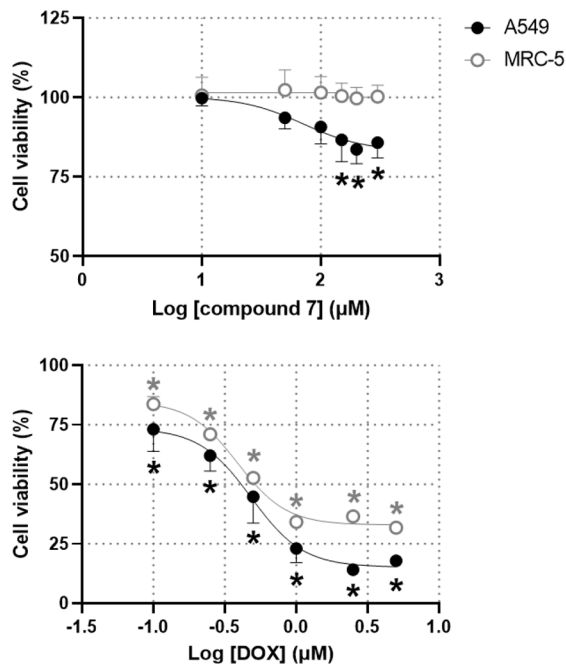 125
100
75
50
Cell viability (%)
0 1 2 3
Log [compound 7] (µM)
A549
MRC-5
* * *
100
75
50
25
0
Cell viability (%)
* * * * * *
* * * * * *
-1.5 -1.0 -0.5 0.0 0.5 1.0
Log [DOX] (µM)